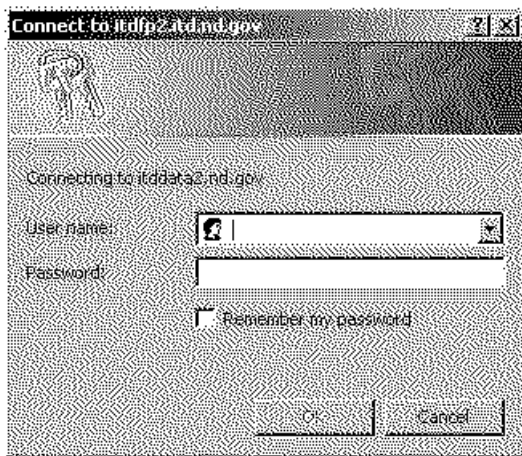 Connect to itdfp2.itd.nd.gov
Connecting to itddata2.nd.gov
User name:
Password:
Remember my password
OK
Cancel